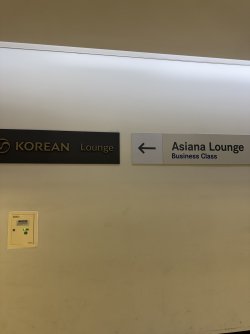 KOREAN Lounge
← Asiana Lounge
Business Class